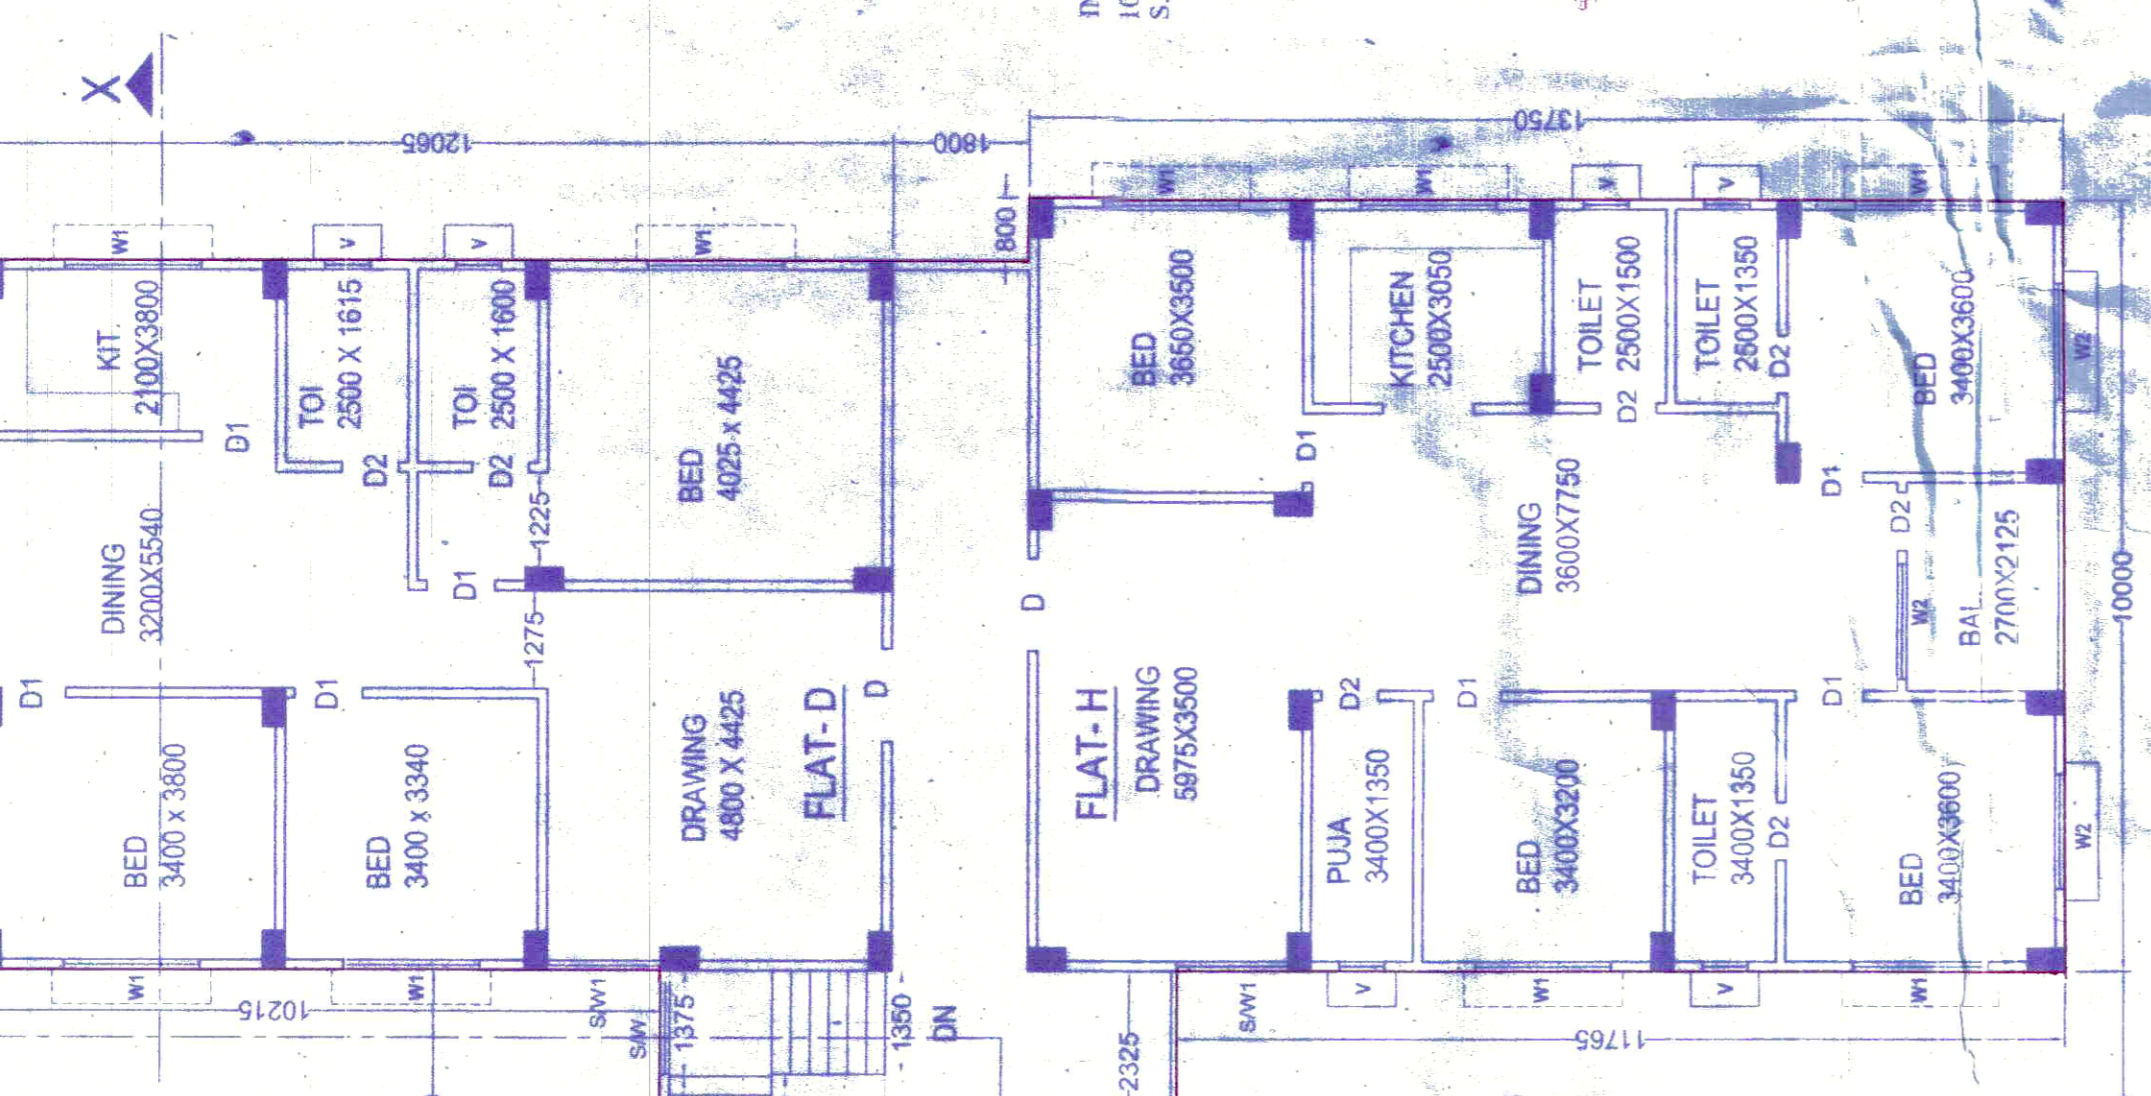 X
12065
1800
13750
W1
V
V
W1
800
W1
W1
V
V
W1
KIT.
2100X3800
TOI
2500 X 1615
TOI
2500 X 1600
BED
4025 x 4425
BED
3650X3500
KITCHEN
2500X3050
TOILET
2500X1500
TOILET
2500X1350
BED
3400X3600
W2
D1
D2
D2
D1
D2
D2
D1
D2
1225
DINING
3200X5540
D1
1275
D
DINING
3600X7750
W2
BAL.
2700X2125
10000
D1
D1
D
D2
D1
D1
BED
3400 x 3800
BED
3400 x 3340
DRAWING
4800 X 4425
FLAT- D
FLAT- H
DRAWING
5975X3500
PUJA
3400X1350
BED
3400X3200
TOILET
3400X1350
D2
BED
3400X3600
W2
W1
W1
S/W1
S/W
V
W1
V
W1
S/W1
10215
1375
1350
DN
2325
11765